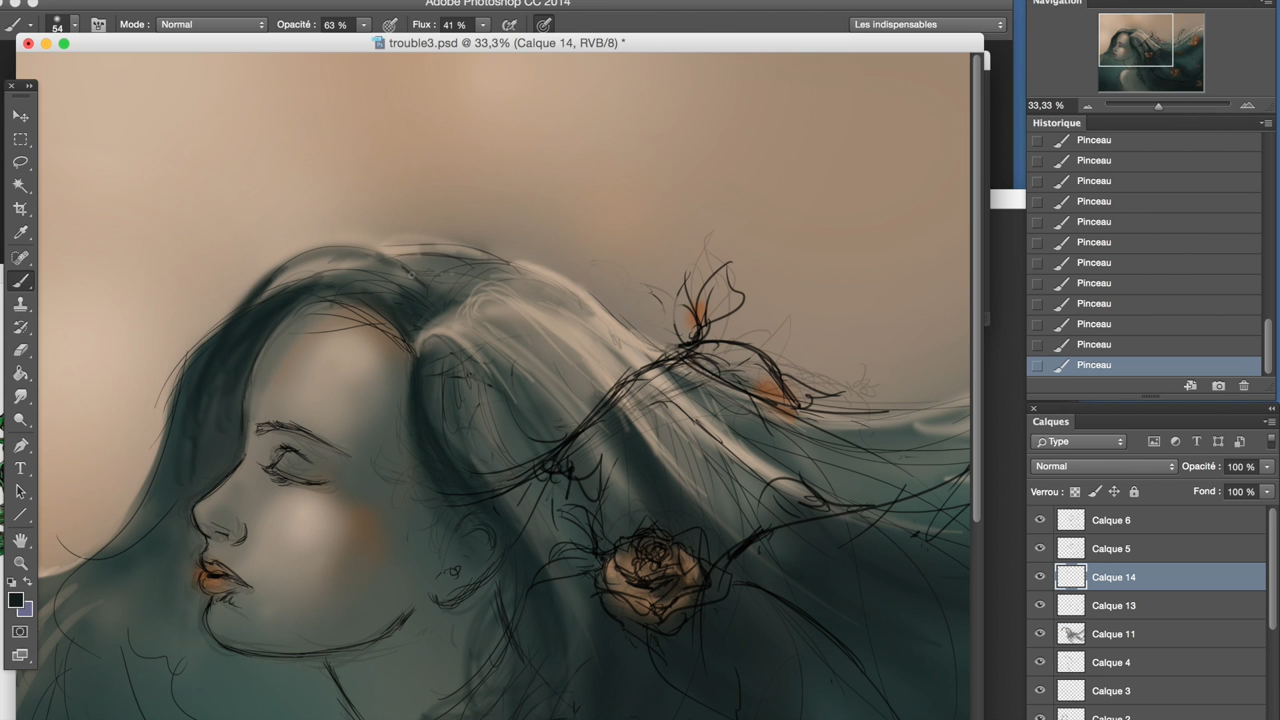 Adobe Photoshop CC 2014
54 Mode : Normal Opacité : 63 % Flux : 41 % Les indispensables
trouble3.psd @ 33,3% (Calque 14, RVB/8) *
Navigation
33,33 %
Historique
Pinceau
Pinceau
Pinceau
Pinceau
Pinceau
Pinceau
Pinceau
Pinceau
Pinceau
Pinceau
Pinceau
Pinceau
Calques
Type
Normal Opacité : 100 %
Verrou : Fond : 100 %
Calque 6
Calque 5
Calque 14
Calque 13
Calque 11
Calque 4
Calque 3
Calque 2